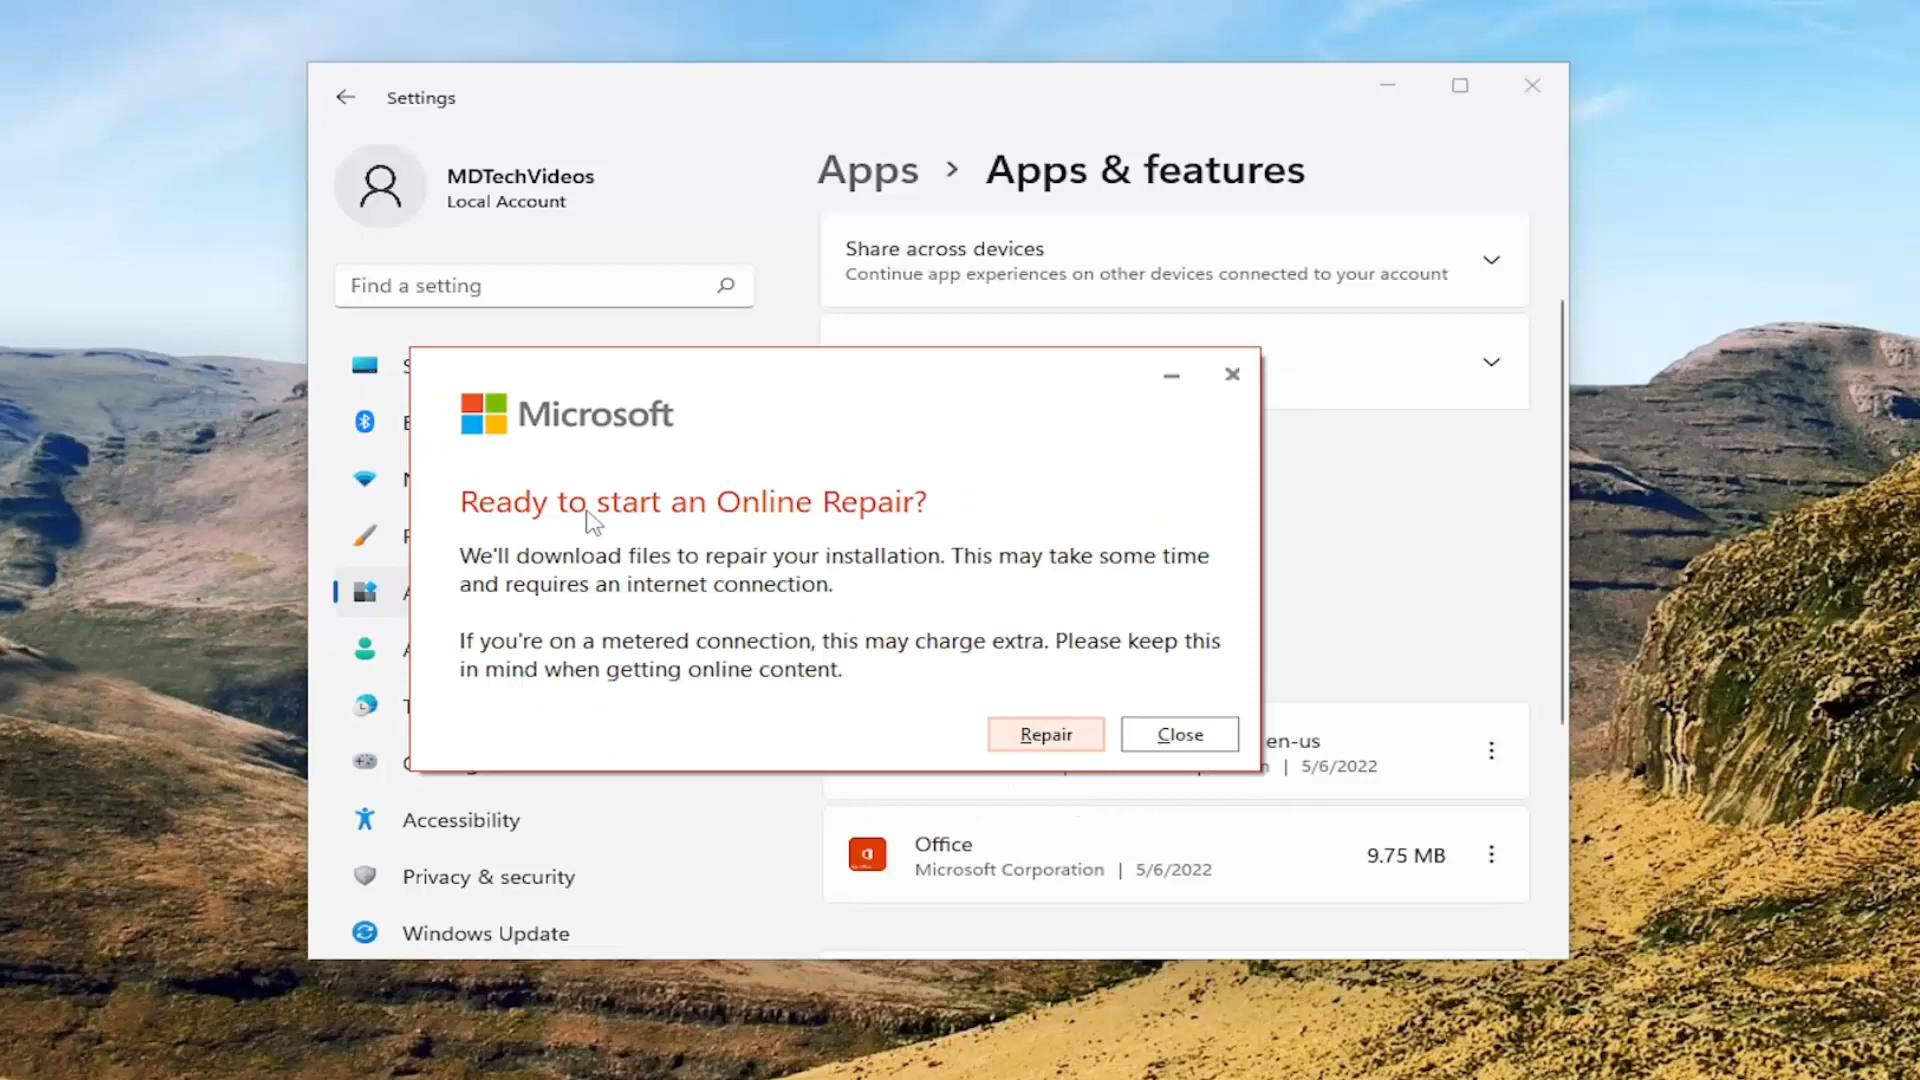 Settings
MDTechVideos
Local Account
Find a setting
Apps > Apps & features
Share across devices
Continue app experiences on other devices connected to your account
Microsoft
Ready to start an Online Repair?
We'll download files to repair your installation. This may take some time
and requires an internet connection.
If you're on a metered connection, this may charge extra. Please keep this
in mind when getting online content.
Repair
Close
en-us
| 5/6/2022
Office
Microsoft Corporation | 5/6/2022
9.75 MB
Accessibility
Privacy & security
Windows Update